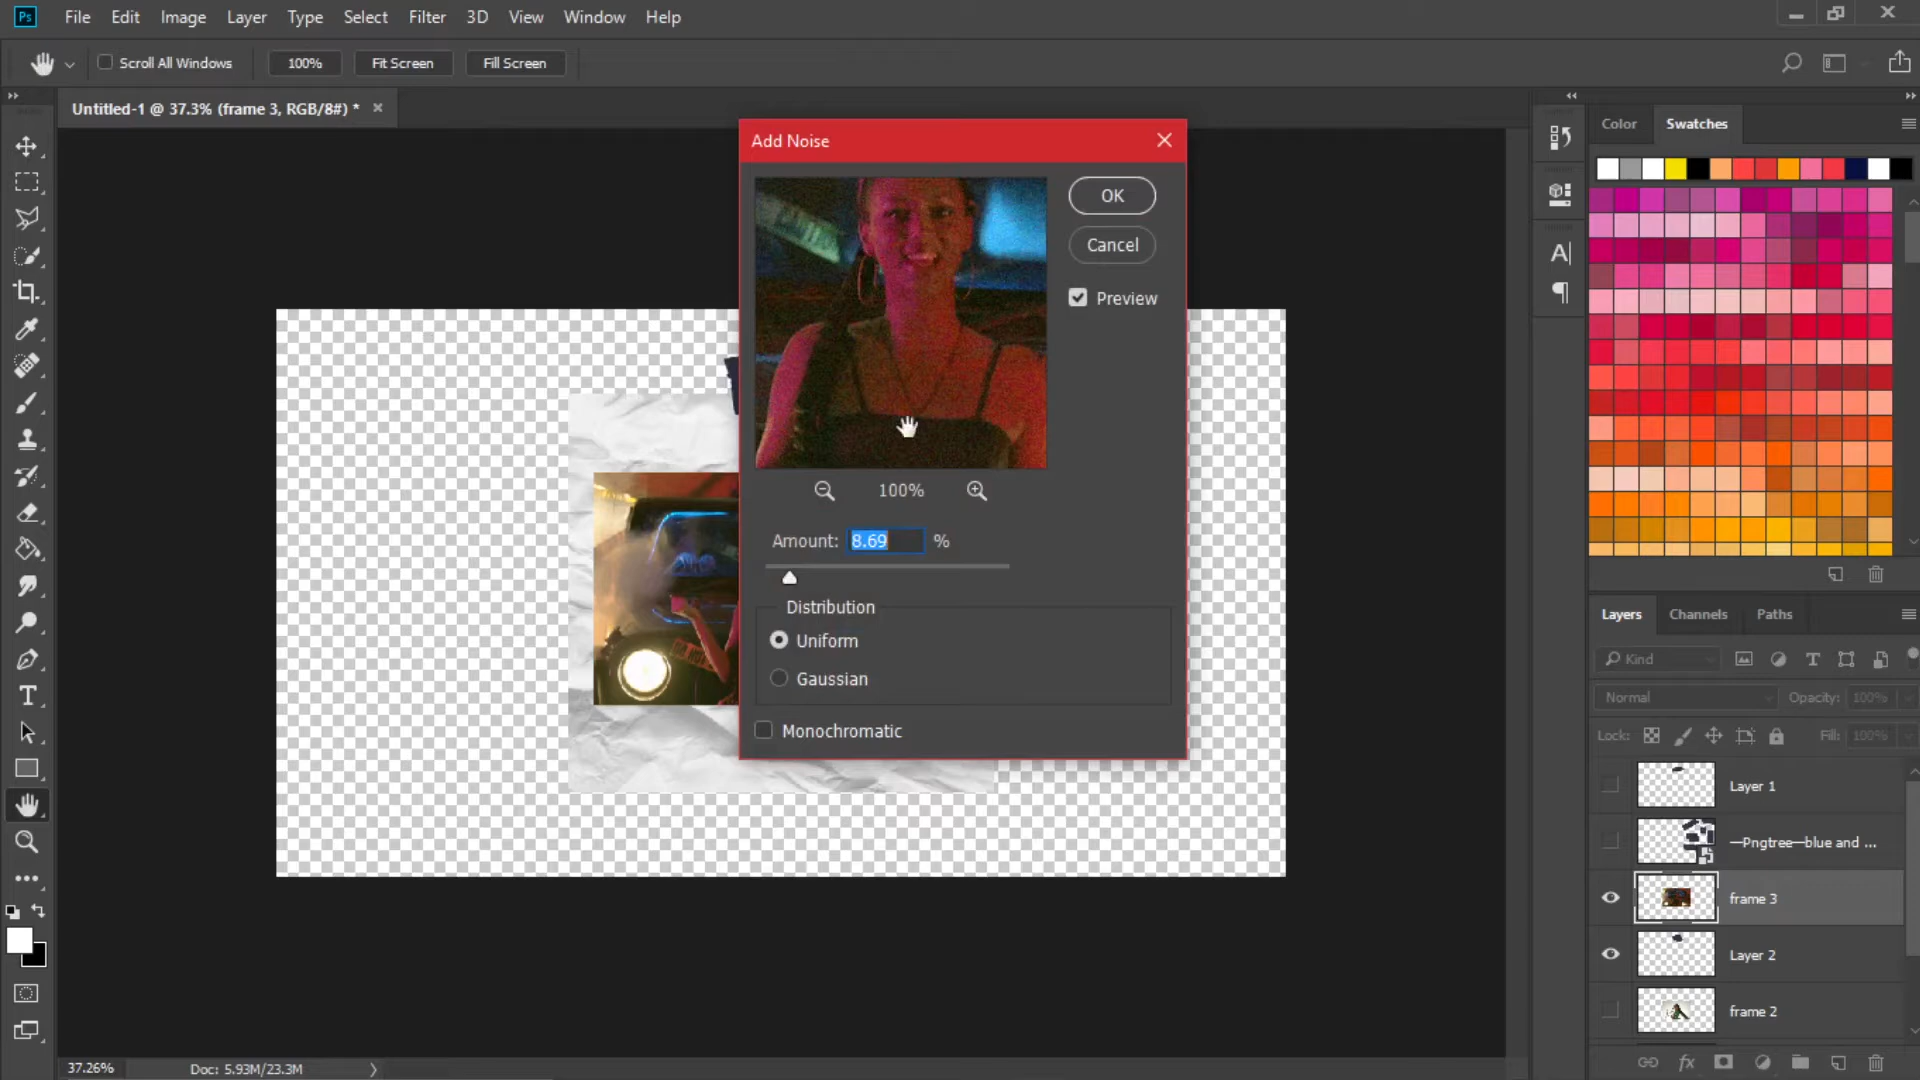 Ps File Edit Image Layer Type Select Filter 3D View Window Help
Scroll All Windows 100% Fit Screen Fill Screen
Untitled-1 @ 37.3% (frame 3, RGB/8#) *
Add Noise
OK
Cancel
Preview
100%
Amount: 8.69 %
Distribution
Uniform
Gaussian
Monochromatic
Color Swatches
Layers Channels Paths
Kind
Normal Opacity: 100%
Lock: Fill: 100%
Layer 1
—Pngtree—blue and ...
frame 3
Layer 2
frame 2
37.26% Doc: 5.93M/23.3M